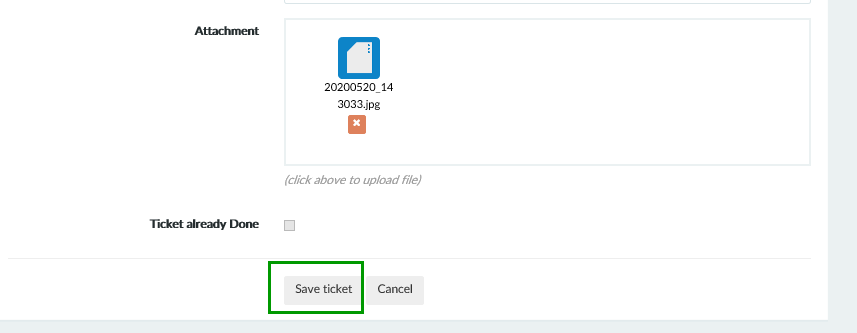 Attachment
20200520_14
3033.jpg
(click above to upload file)
Ticket already Done
Save ticket Cancel